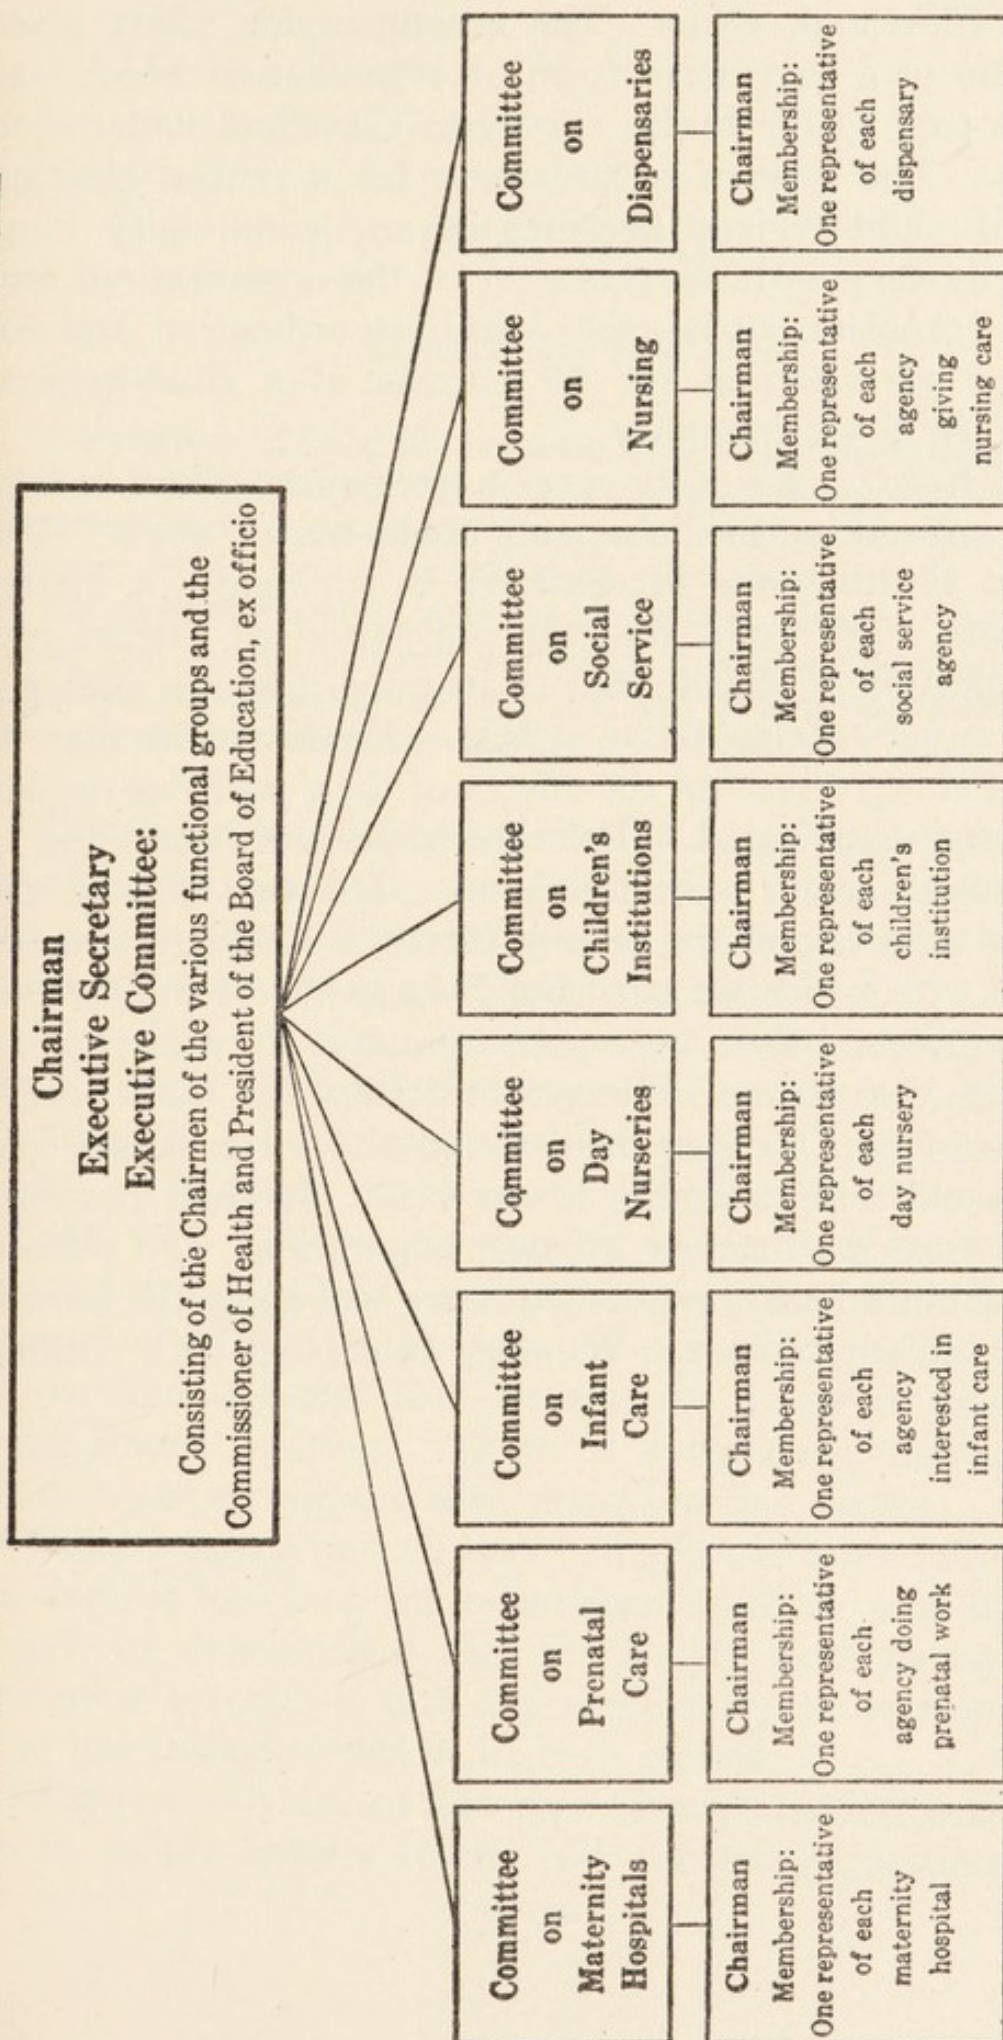 Chairman
Executive Secretary
Executive Committee:
Consisting of the Chairmen of the various functional groups and the
Commissioner of Health and President of the Board of Education, ex officio
Committee
on
Maternity
Hospitals
Chairman
Membership:
One representative
of each
maternity
hospital
Committee
on
Prenatal
Care
Chairman
Membership:
One representative
of each
agency doing
prenatal work
Committee
on
Infant
Care
Chairman
Membership:
One representative
of each
agency
interested in
infant care
Committee
on
Day
Nurseries
Chairman
Membership:
One representative
of each
day nursery
Committee
on
Children's
Institutions
Chairman
Membership:
One representative
of each
children's
institution
Committee
on
Social
Service
Chairman
Membership:
One representative
of each
social service
agency
Committee
on
Nursing
Chairman
Membership:
One representative
of each
agency
giving
nursing care
Committee
on
Dispensaries
Chairman
Membership:
One representative
of each
dispensary